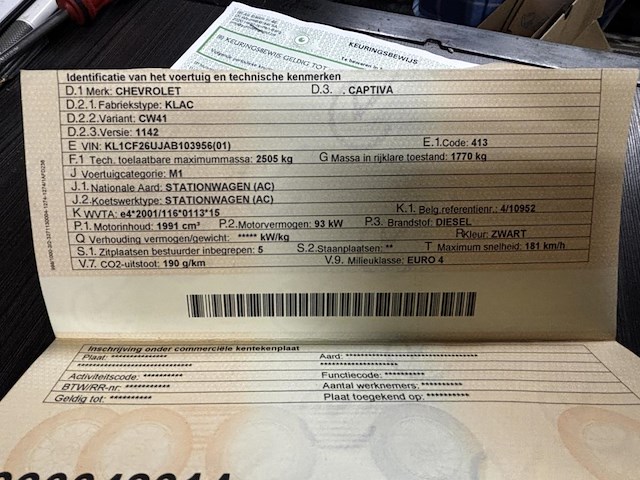 KEURINGSBEWIJS
KEURINGSBEWIJS GELDIG TOT
Identificatie van het voertuig en technische kenmerken
D.1 Merk: CHEVROLET D.3. . CAPTIVA
D.2.1. Fabriekstype: KLAC
D.2.2. Variant: CW41
D.2.3. Versie: 1142
E VIN: KL1CF26UJAB103956(01) E.1. Code: 413
F.1 Tech. toelaatbare maximummassa: 2505 kg G Massa in rijklare toestand: 1770 kg
J Voertuigcategorie: M1
J.1. Nationale Aard: STATIONWAGEN (AC)
J.2. Koetswerktype: STATIONWAGEN (AC)
K WVTA: e4*2001/116*0113*15 K.1. Belg.referentienr.: 4/10952
P.1. Motorinhoud: 1991 cm³ P.2. Motorvermogen: 93 kW P.3. Brandstof: DIESEL
Q Verhouding vermogen/gewicht: ***** kW/kg R Kleur: ZWART
S.1. Zitplaatsen bestuurder inbegrepen: 5 S.2. Staanplaatsen: ** T Maximum snelheid: 181 km/h
V.7. CO2-uitstoot: 190 g/km V.9. Milieuklasse: EURO 4
Inschrijving onder commerciële kentekenplaat
Plaat: *************** Aard: ***************************
Activiteitscode: ********** Functiecode: **********
BTW/RR-nr: *********** Aantal werknemers: **********
Geldig tot: ********** Plaat toegekend op: **********